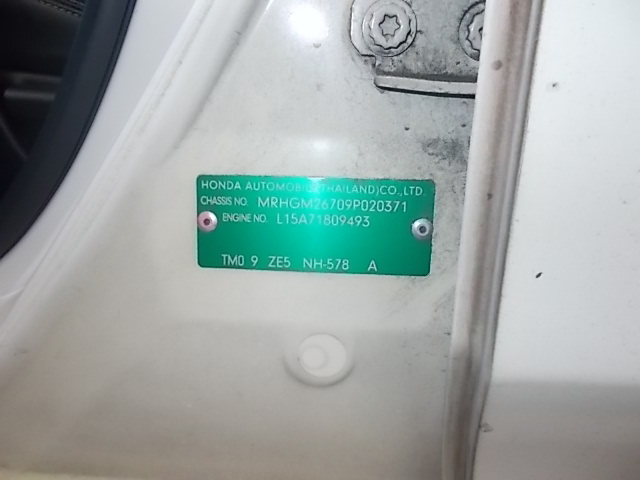 HONDA AUTOMOBILE(THAILAND)CO.,LTD.
CHASSIS NO. MRHGM26709P020371
ENGINE NO. L15A71809493
TM0 9 ZE5 NH-578 A